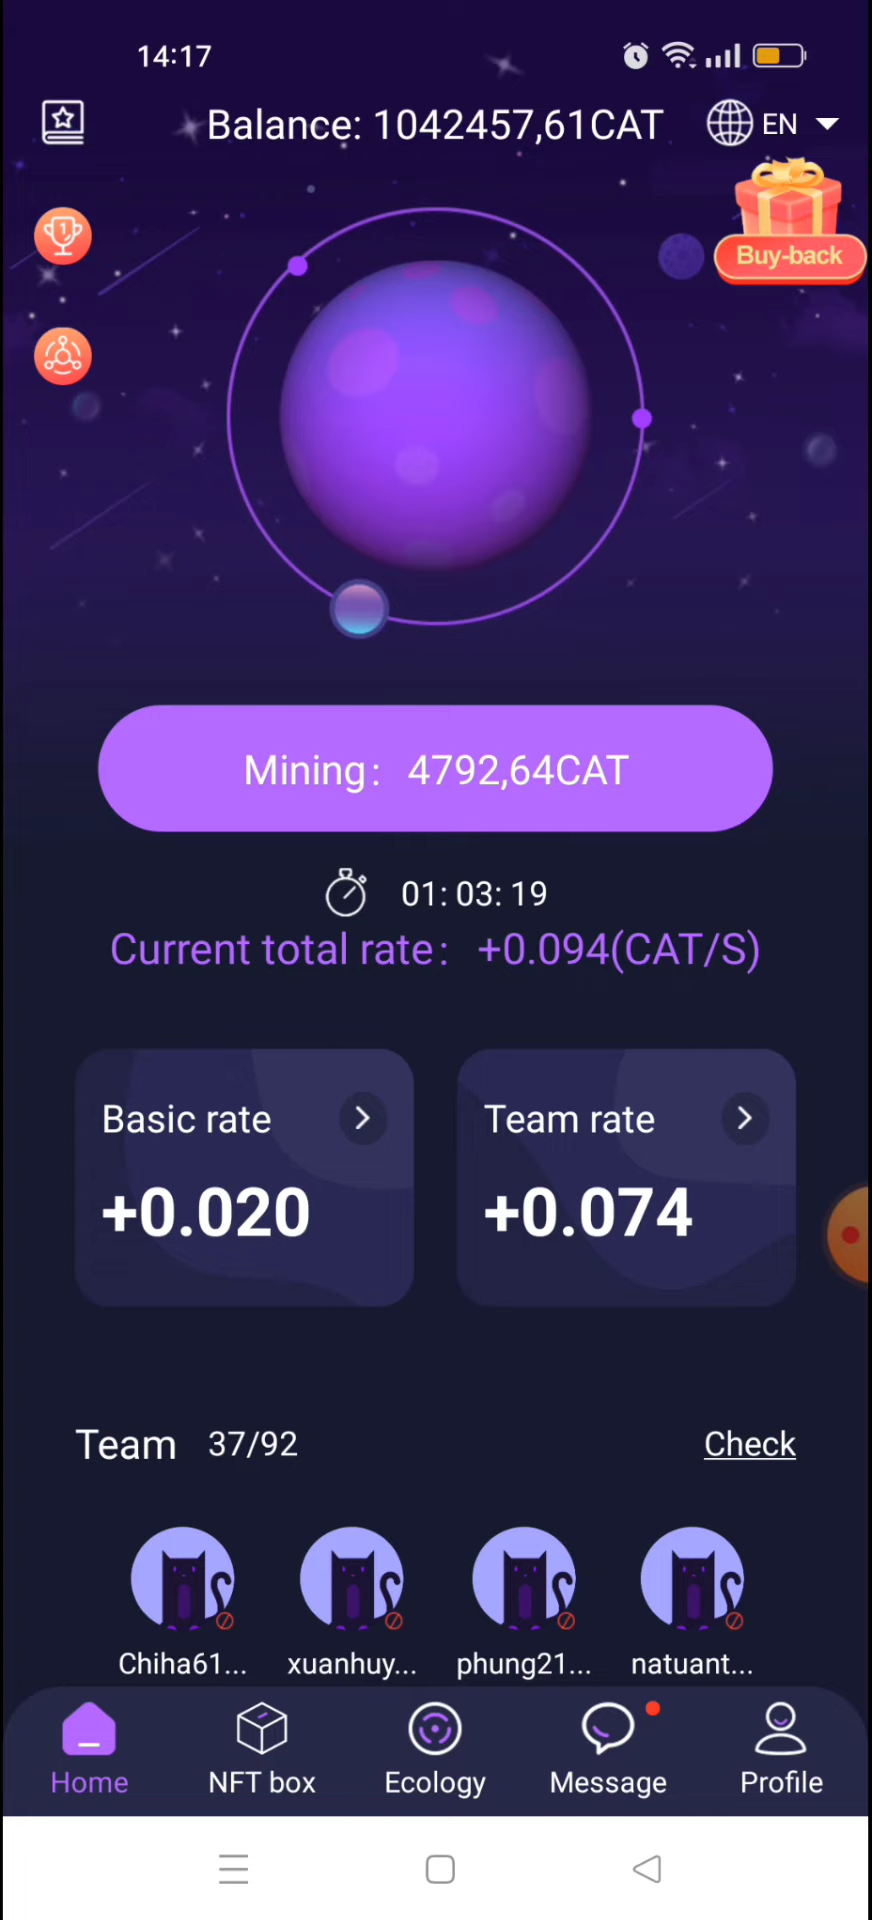 14:17
Balance: 1042457,61CAT
EN
Buy-back
Mining: 4792,64CAT
01: 03: 19
Current total rate: +0.094(CAT/S)
Basic rate
+0.020
Team rate
+0.074
Team 37/92
Check
Chiha61...
xuanhuy...
phung21...
natuant...
Home
NFT box
Ecology
Message
Profile